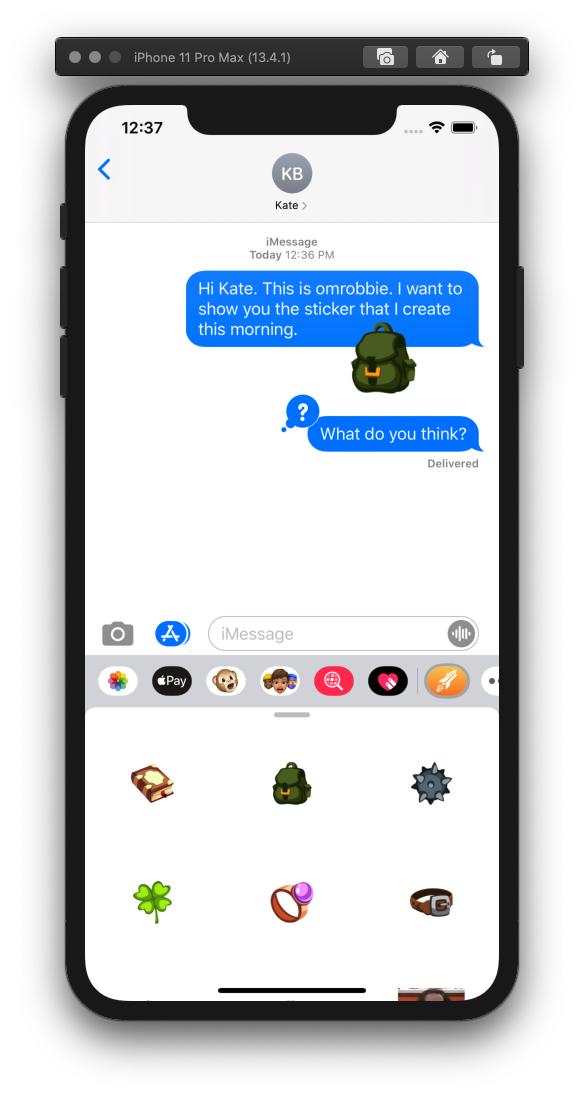 iPhone 11 Pro Max (13.4.1)
12:37
KB
Kate
iMessage
Today 12:36 PM
Hi Kate. This is omrobbie. I want to
show you the sticker that I create
this morning.
?
What do you think?
Delivered
iMessage
Pay
G